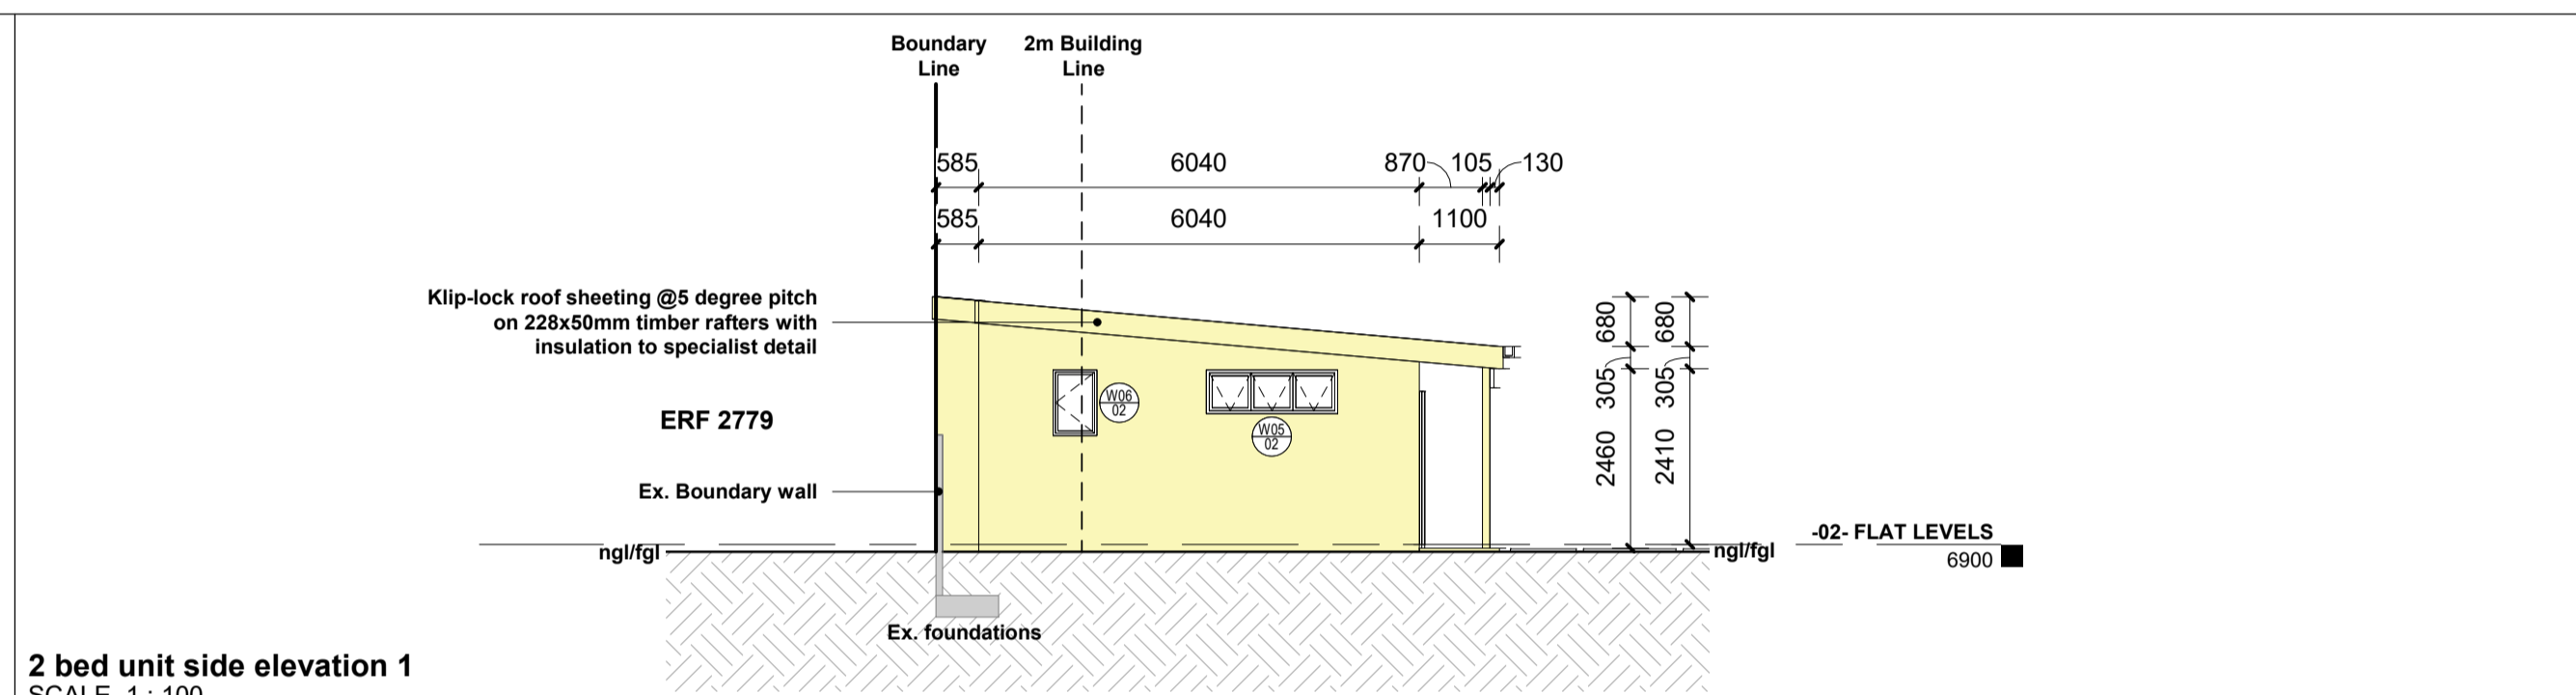 Boundary
Line
2m Building
Line
585 6040 870 105 130
585 6040 1100
Klip-lock roof sheeting @5 degree pitch
on 228x50mm timber rafters with
insulation to specialist detail
680 680
305 305
2460 2410
W06
02
W05
02
ERF 2779
Ex. Boundary wall
-02- FLAT LEVELS
6900
ngl/fgl
ngl/fgl
Ex. foundations
2 bed unit side elevation 1
SCALE 1 : 100